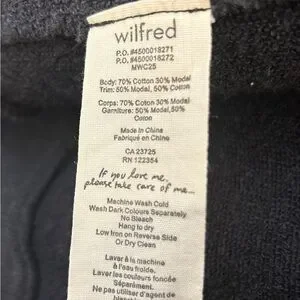 wilfred
P.O. #4500018271
P.O. #4500018272
MWC25
Body: 70% Cotton 30% Modal
Trim: 50% Modal, 50% Cotton
Corps: 70% Coton 30% Modal
Garniture: 50% Modal, 50%
Coton
Made in China
Fabriqué en Chine
CA 23725
RN 122354
If you love me,
please take care of me...
Machine Wash Cold
Wash Dark Colours Separately
No Bleach
Hang to dry
Low Iron on Reverse Side
Or Dry Clean
Laver à la machine
à l'eau froide.
Laver les couleurs foncées
Séparément.
Ne pas utiliser d'agent de